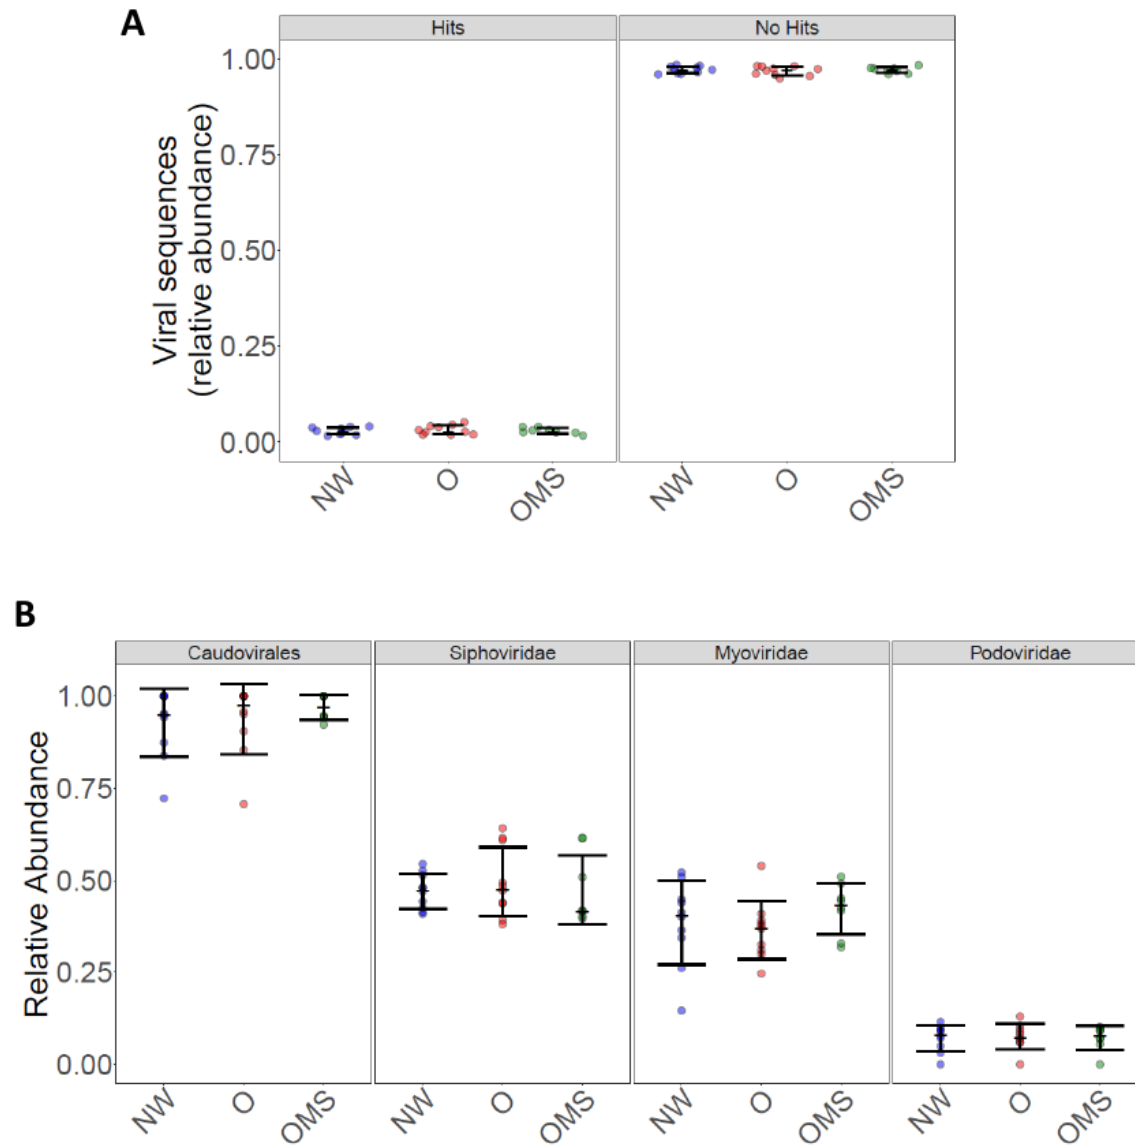 A
Hits
No Hits
Viral sequences
(relative abundance)
1.00
0.75
0.50
0.25
0.00
NW
O
OMS
NW
O
OMS
B
Caudovirales
Siphoviridae
Myoviridae
Podoviridae
Relative Abundance
1.00
0.75
0.50
0.25
0.00
NW
O
OMS
NW
O
OMS
NW
O
OMS
NW
O
OMS